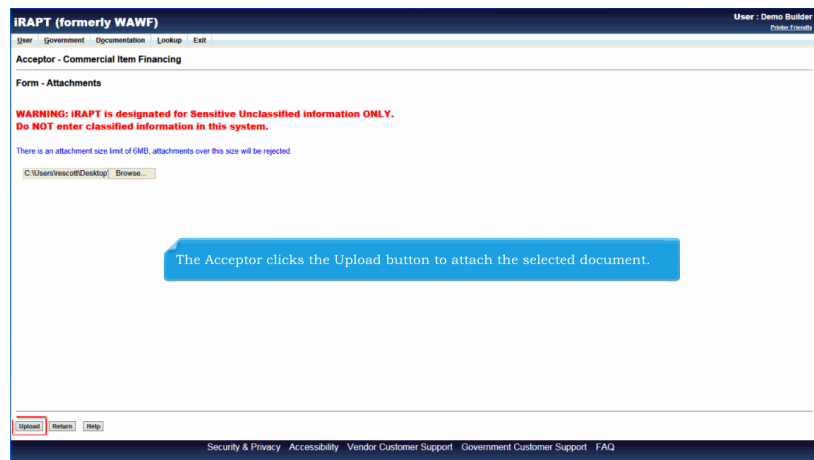 iRAPT (formerly WAWF)
User : Demo Builder
Printer Friendly
User Government Documentation Lookup Exit
Acceptor - Commercial Item Financing
Form - Attachments
WARNING: iRAPT is designated for Sensitive Unclassified information ONLY.
Do NOT enter classified information in this system.
There is an attachment size limit of 6MB, attachments over this size will be rejected.
C:\Users\rescott\Desktop\ Browse...
The Acceptor clicks the Upload button to attach the selected document.
Upload Return Help
Security & Privacy Accessibility Vendor Customer Support Government Customer Support FAQ